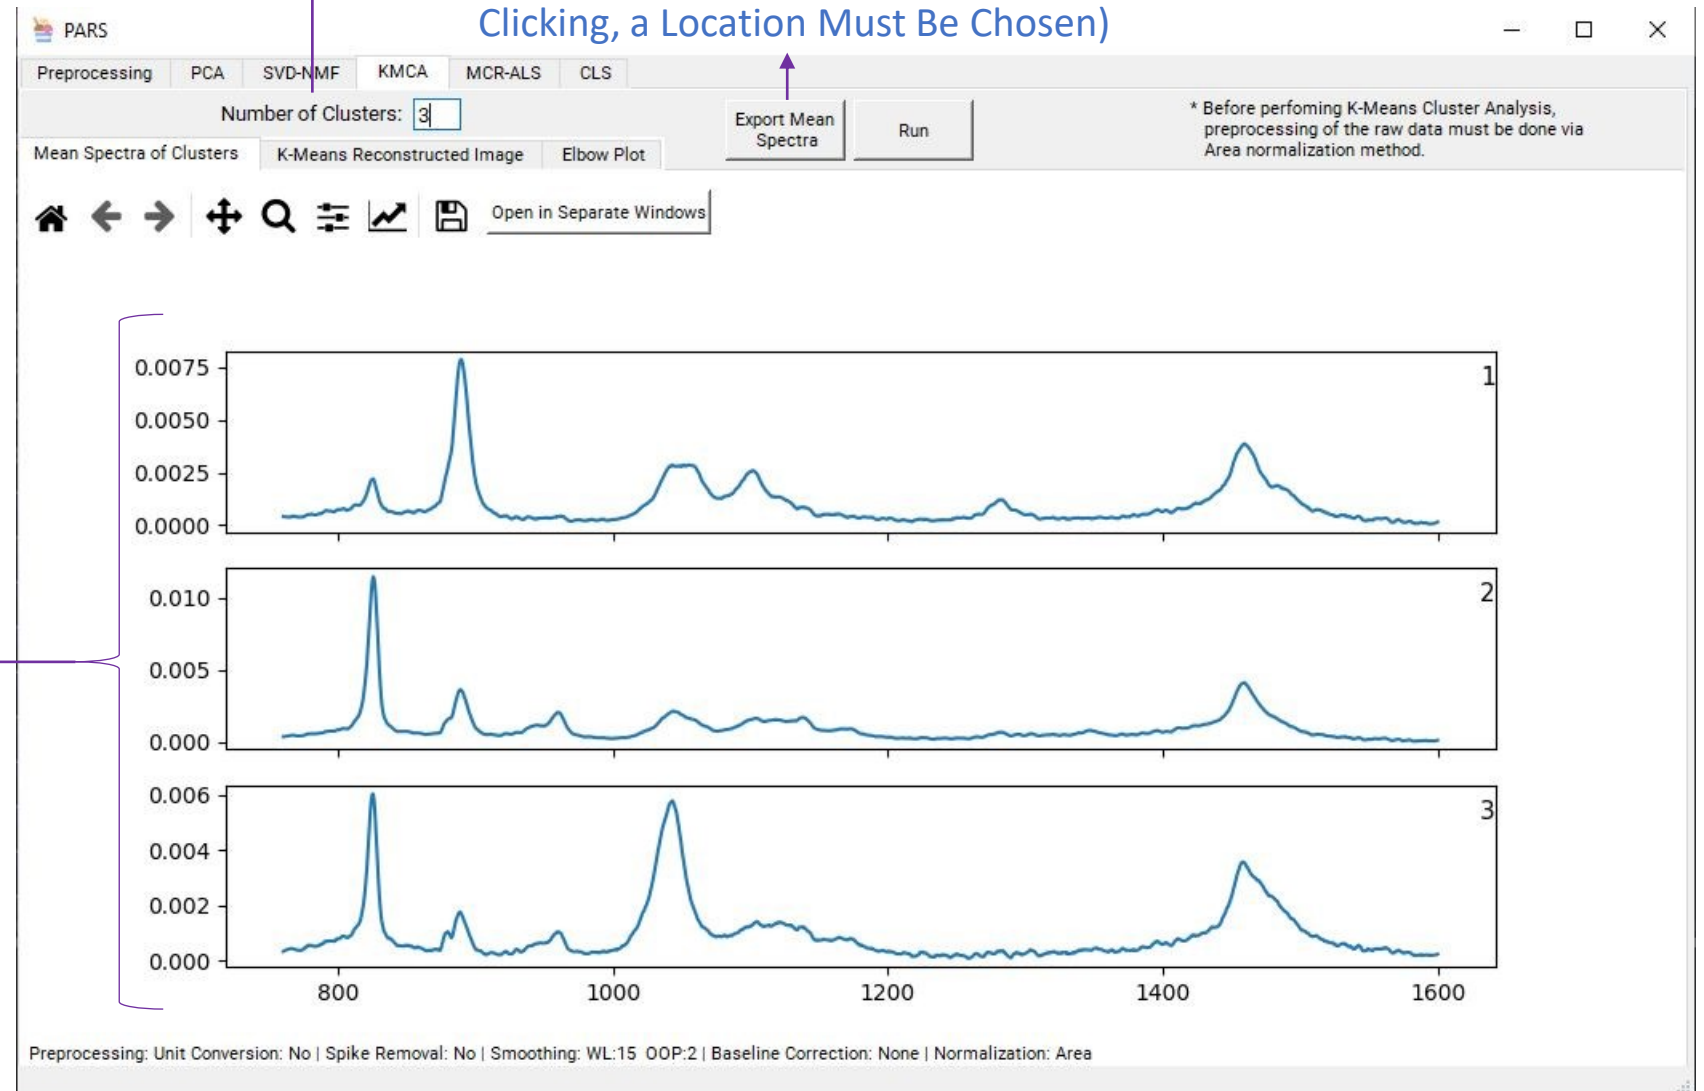 Clicking, a Location Must Be Chosen)
PARS
Preprocessing PCA SVD-NMF KMCA MCR-ALS CLS
Number of Clusters: 3
Export Mean
Spectra
Run
* Before perfoming K-Means Cluster Analysis,
preprocessing of the raw data must be done via
Area normalization method.
Mean Spectra of Clusters K-Means Reconstructed Image Elbow Plot
Open in Separate Windows
0.0075
0.0050
0.0025
0.0000
1
0.010
0.005
0.000
2
0.006
0.004
0.002
0.000
3
800 1000 1200 1400 1600
Preprocessing: Unit Conversion: No | Spike Removal: No | Smoothing: WL:15 OOP:2 | Baseline Correction: None | Normalization: Area